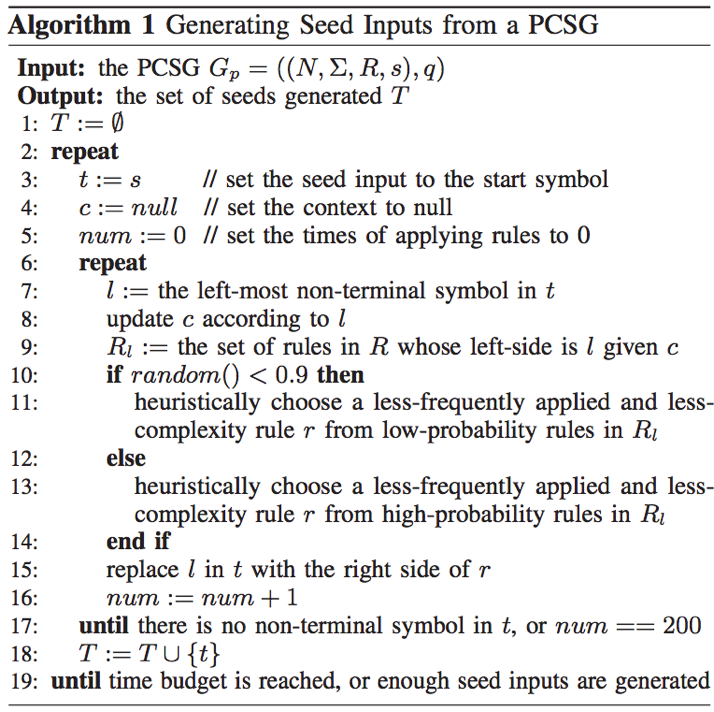 Algorithm 1 Generating Seed Inputs from a PCSG
Input: the PCSG G_p = ((N, Σ, R, s), q)
Output: the set of seeds generated T
1: T := ∅
2: repeat
3: t := s // set the seed input to the start symbol
4: c := null // set the context to null
5: num := 0 // set the times of applying rules to 0
6: repeat
7: l := the left-most non-terminal symbol in t
8: update c according to l
9: R_l := the set of rules in R whose left-side is l given c
10: if random() < 0.9 then
11: heuristically choose a less-frequently applied and less-
complexity rule r from low-probability rules in R_l
12: else
13: heuristically choose a less-frequently applied and less-
complexity rule r from high-probability rules in R_l
14: end if
15: replace l in t with the right side of r
16: num := num + 1
17: until there is no non-terminal symbol in t, or num == 200
18: T := T ∪ {t}
19: until time budget is reached, or enough seed inputs are generated